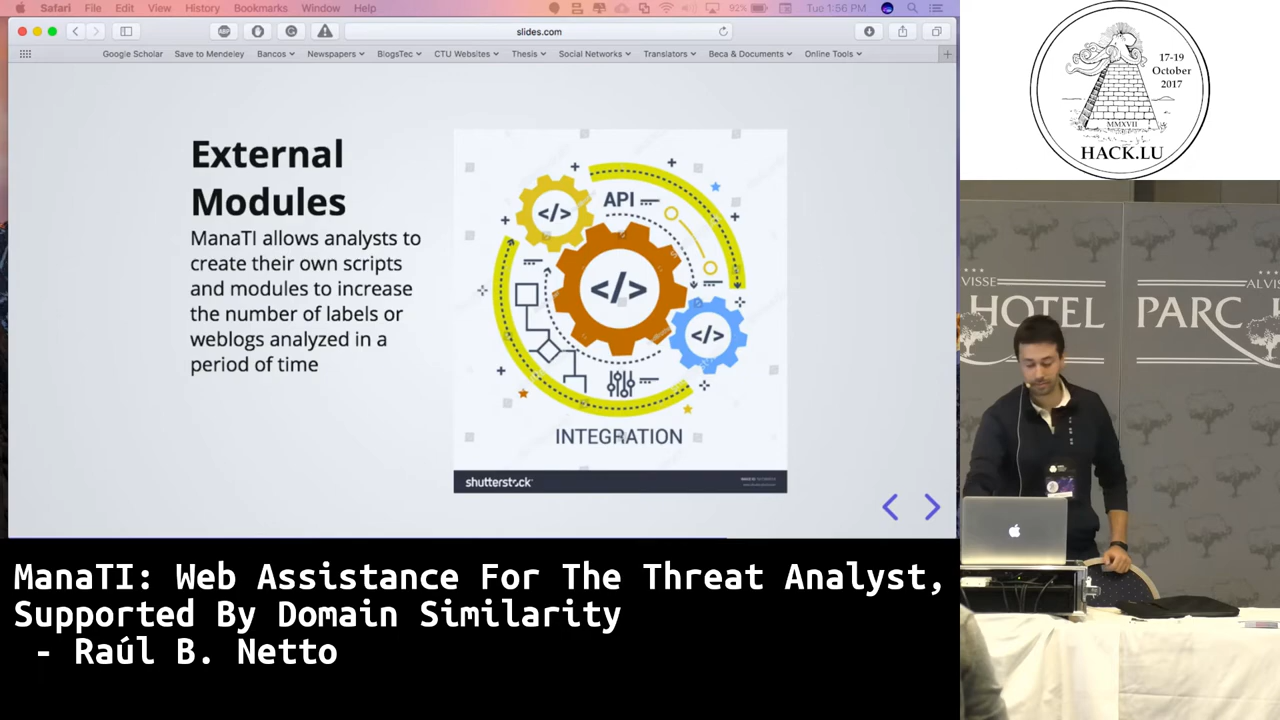 Safari File Edit View History Bookmarks Window Help
92% Tue 1:56 PM
slides.com
ABP
Google Scholar Save to Mendeley Bancos Newspapers BlogsTec CTU Websites Thesis Social Networks Translators Beca & Documents Online Tools
External
Modules
ManaTI allows analysts to
create their own scripts
and modules to increase
the number of labels or
weblogs analyzed in a
period of time
API
</>
</>
</>
INTEGRATION
shutterstock
17-19
October
2017
MMXVII
HACK.LU
ALVISSE
HOTEL
PARC
ALVIS
ManaTI: Web Assistance For The Threat Analyst,
Supported By Domain Similarity
- Raúl B. Netto